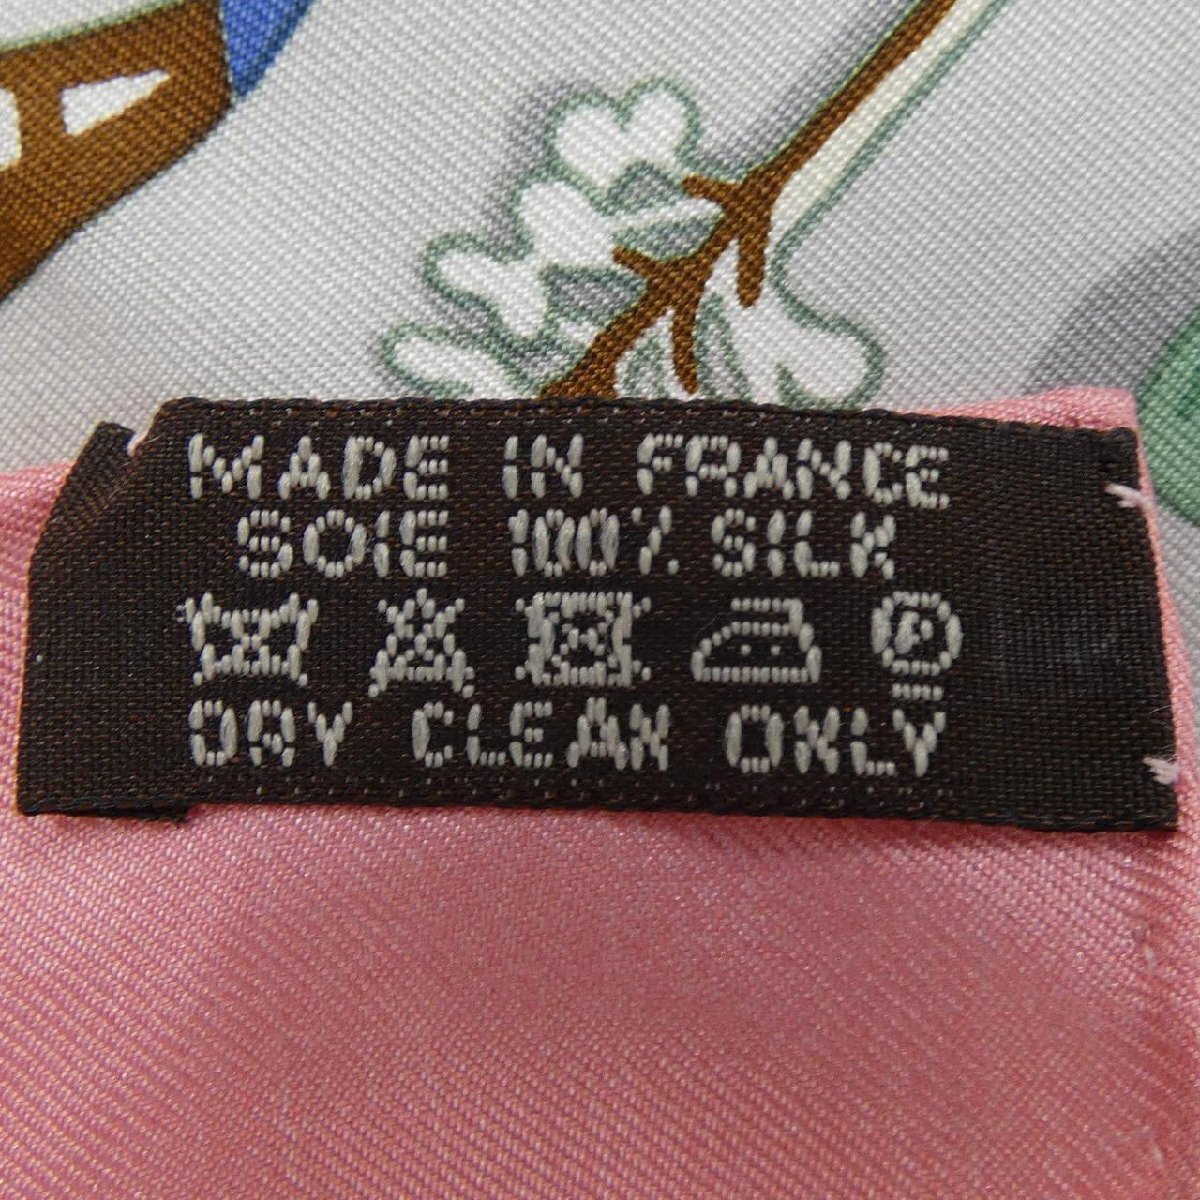 MADE IN FRANCE
SOIE 100% SILK
P
DRY CLEAN ONLY